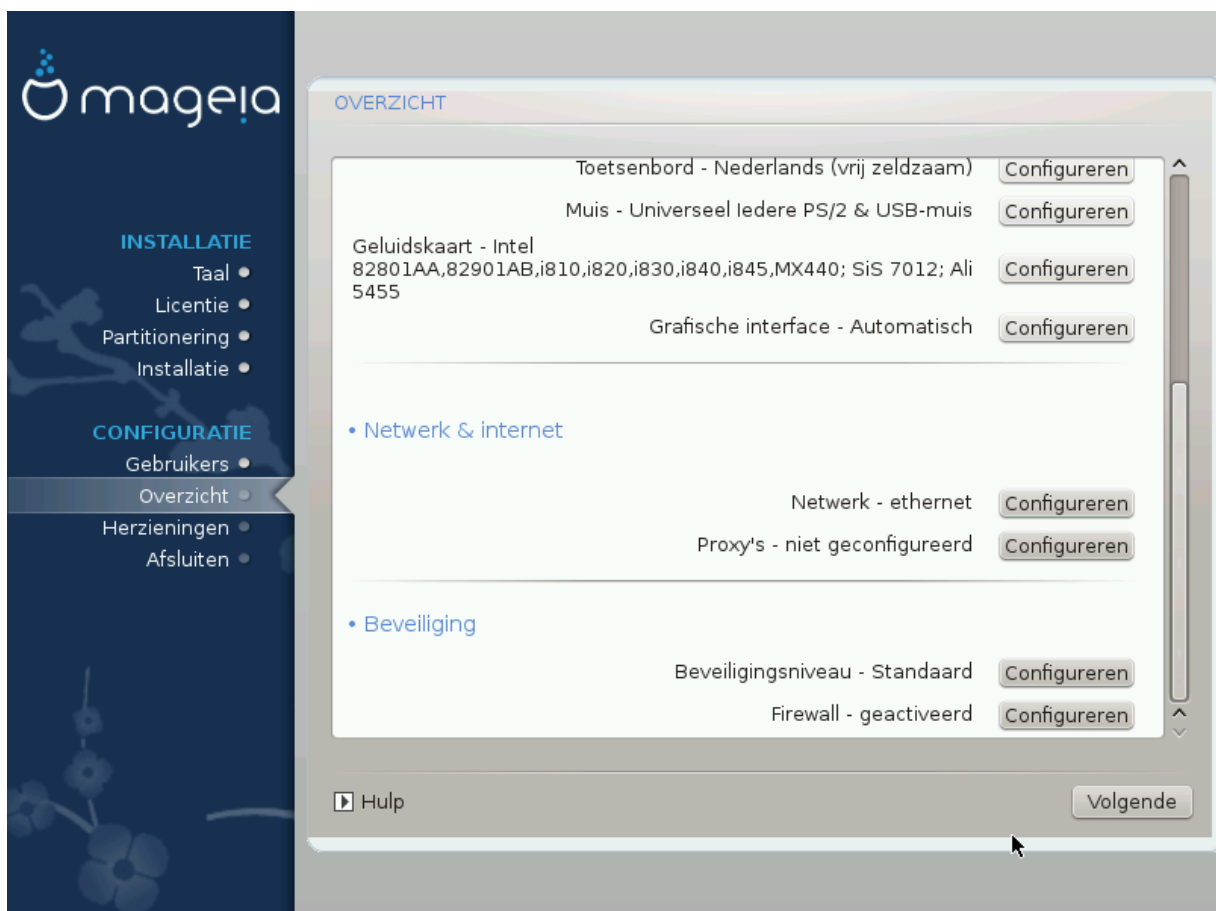 mageia
INSTALLATIE
Taal
Licentie
Partitionering
Installatie
CONFIGURATIE
Gebruikers
Overzicht
Herzieningen
Afsluiten
OVERZICHT
Toetsenbord - Nederlands (vrij zeldzaam) Configureren
Muis - Universeel Iedere PS/2 & USB-muis Configureren
Geluidskaart - Intel
82801AA,82901AB,i810,i820,i830,i840,i845,MX440; SiS 7012; Ali Configureren
5455
Grafische interface - Automatisch Configureren
• Netwerk & internet
Netwerk - ethernet Configureren
Proxy's - niet geconfigureerd Configureren
• Beveiliging
Beveiligingsniveau - Standaard Configureren
Firewall - geactiveerd Configureren
Hulp Volgende